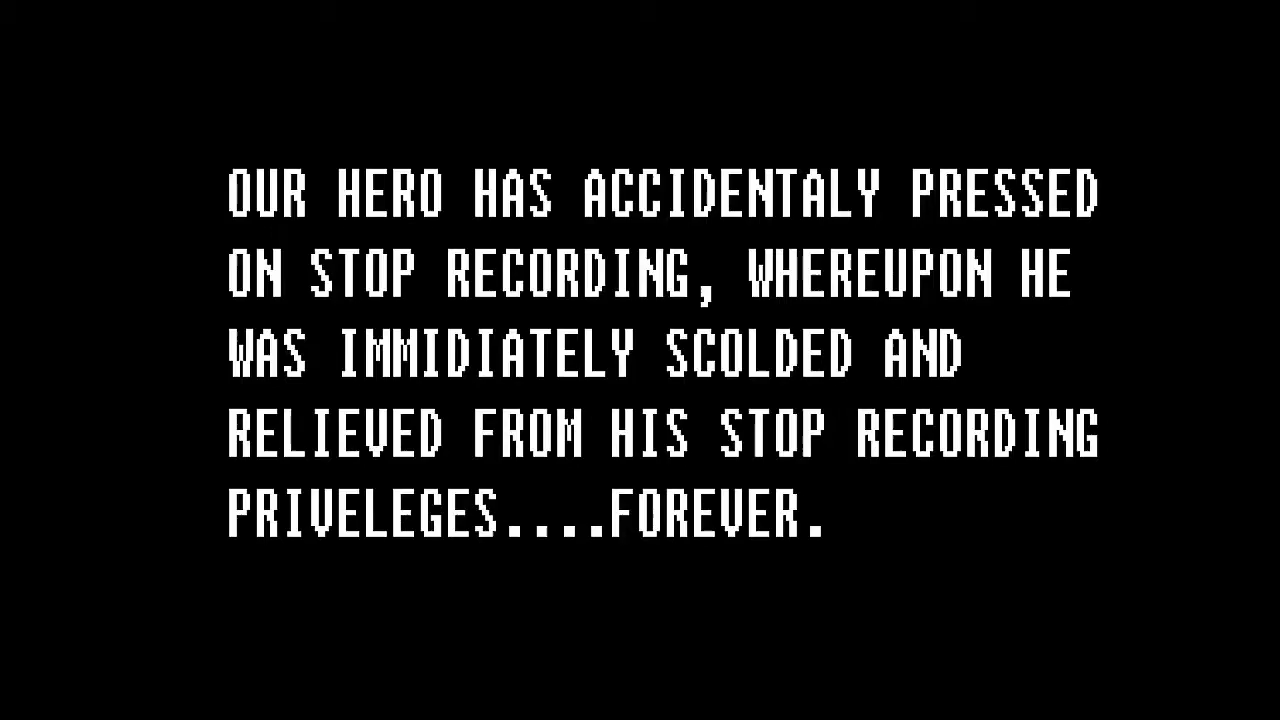 OUR HERO HAS ACCIDENTALY PRESSED
ON STOP RECORDING, WHEREUPON HE
WAS IMMIDIATELY SCOLDED AND
RELIEVED FROM HIS STOP RECORDING
PRIVELEGES....FOREVER.